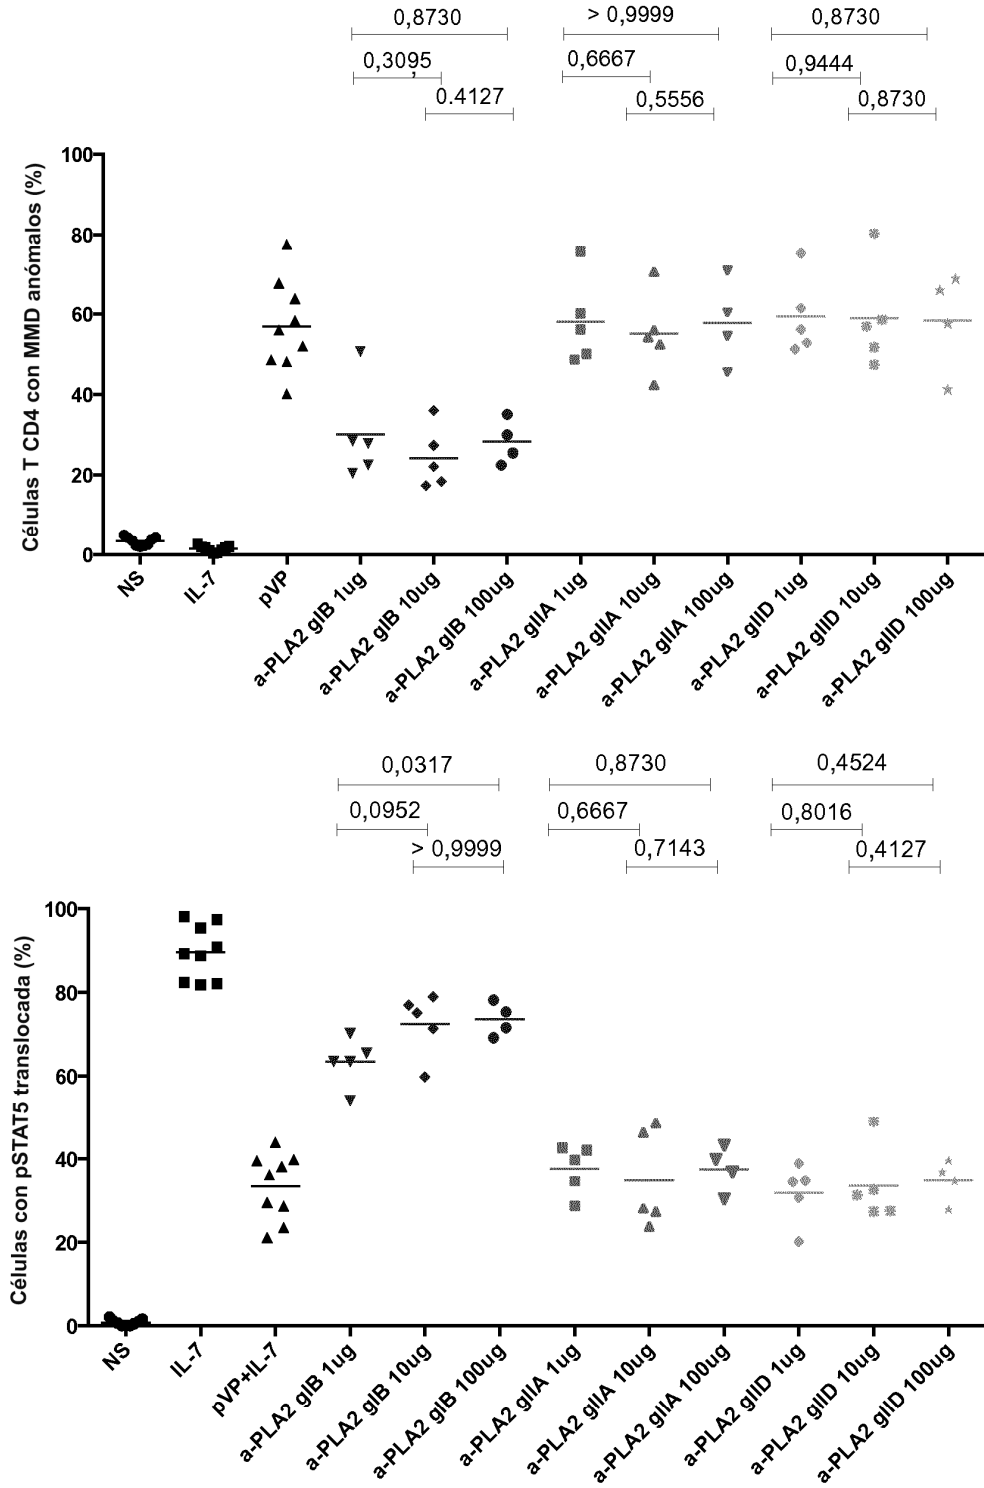 0,8730
> 0,9999
0,8730
0,3095
0,6667
0,9444
0.4127
0,5556
0,8730
Células T CD4 con MMD anómalos (%)
100
80
60
40
20
0
NS
IL-7
pVP
a-PLA2 gIB 1ug
a-PLA2 gIB 10ug
a-PLA2 gIB 100ug
a-PLA2 gIIA 1ug
a-PLA2 gIIA 10ug
a-PLA2 gIIA 100ug
a-PLA2 gIID 1ug
a-PLA2 gIID 10ug
a-PLA2 gIID 100ug
0,0317
0,8730
0,4524
0,0952
0,6667
0,8016
> 0,9999
0,7143
0,4127
Células con pSTAT5 translocada (%)
100
80
60
40
20
0
NS
IL-7
pVP+IL-7
a-PLA2 gIB 1ug
a-PLA2 gIB 10ug
a-PLA2 gIB 100ug
a-PLA2 gIIA 1ug
a-PLA2 gIIA 10ug
a-PLA2 gIIA 100ug
a-PLA2 gIID 1ug
a-PLA2 gIID 10ug
a-PLA2 gIID 100ug